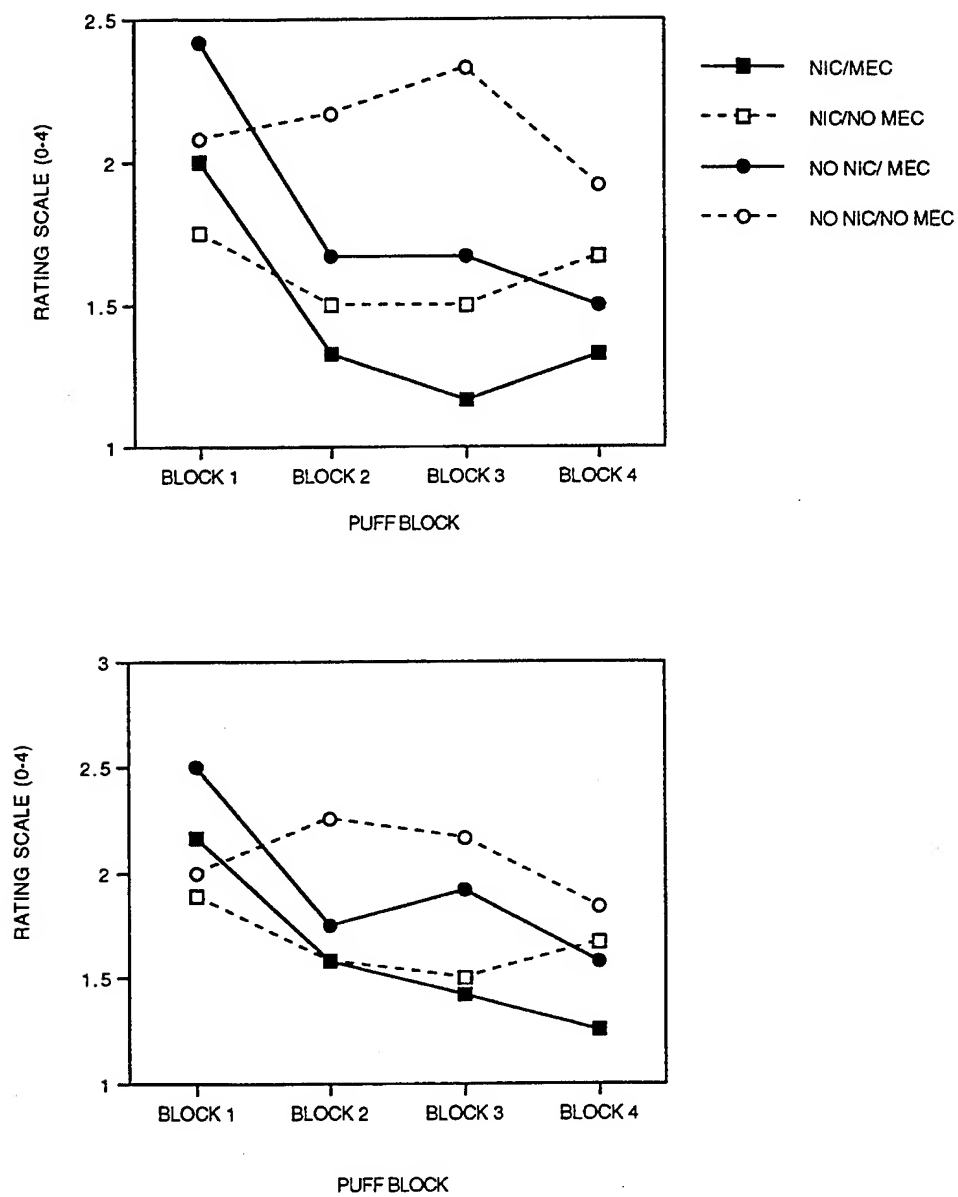 2.5
2
1.5
1
RATING SCALE (0-4)
BLOCK 1 BLOCK 2 BLOCK 3 BLOCK 4
PUFF BLOCK
NIC/MEC
NIC/NO MEC
NO NIC/ MEC
NO NIC/NO MEC
3
2.5
2
1.5
1
RATING SCALE (0-4)
BLOCK 1 BLOCK 2 BLOCK 3 BLOCK 4
PUFF BLOCK